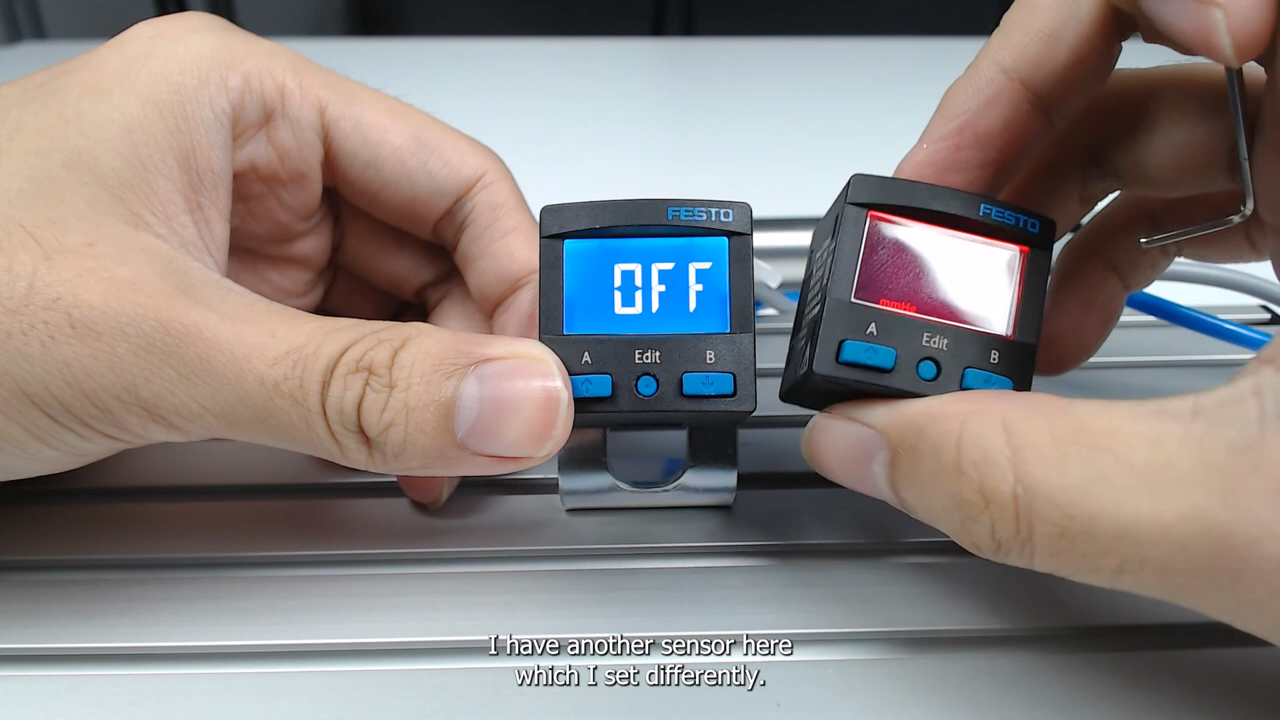 FESTO
OFF
A Edit B
FESTO
mmHg
A Edit B
I have another sensor here
which I set differently.